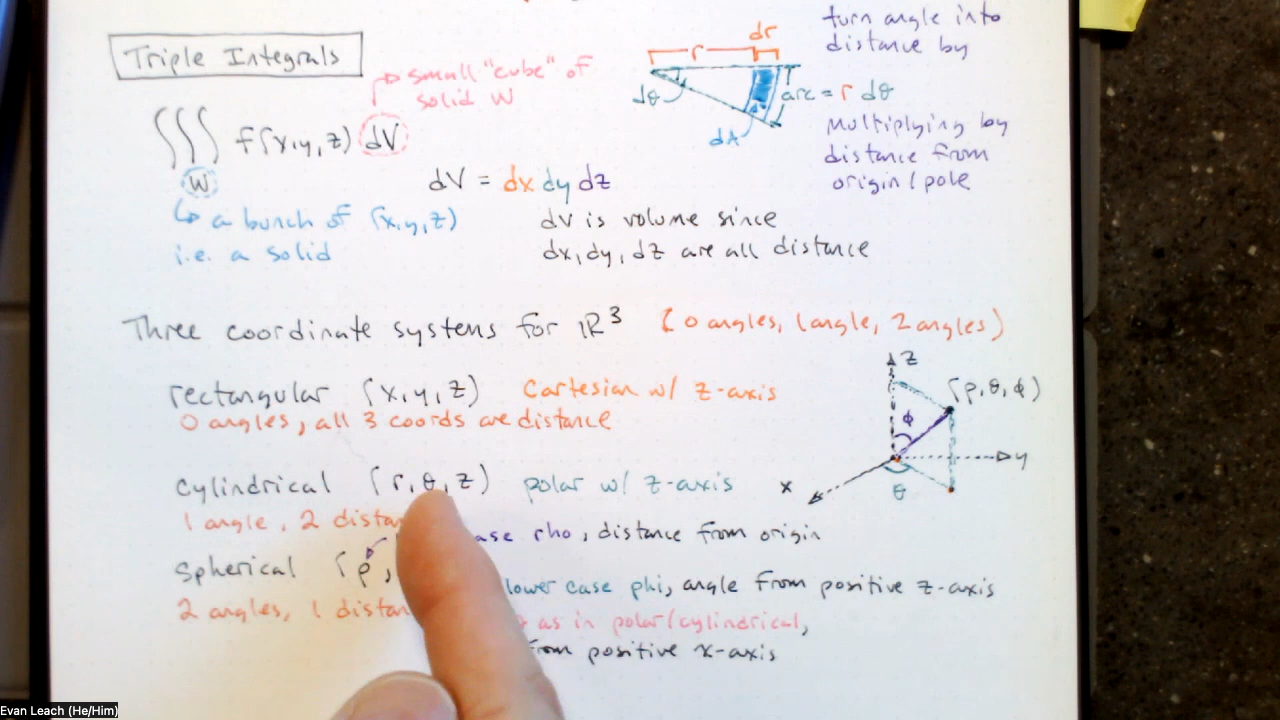 Triple Integrals
small "cube" of
solid W
∫∫∫ f(x,y,z) dV
W
↳ a bunch of (x,y,z)
i.e. a solid
dV = dx dy dz
dV is volume since
dx, dy, dz are all distance
r
dr
dθ
dA
arc = r dθ
turn angle into
distance by
multiplying by
distance from
origin/pole
Three coordinate systems for ℝ³ (0 angles, 1 angle, 2 angles)
rectangular (x,y,z) Cartesian w/ z-axis
0 angles, all 3 coords are distance
z
(ρ, θ, φ)
φ
y
x
θ
cylindrical (r, θ, z) polar w/ z-axis
1 angle, 2
rho, distance from origin
spherical (ρ,
lower case phi, angle from positive z-axis
2 angles, 1
as in polar/cylindrical,
from positive x-axis
Evan Leach (He/Him)